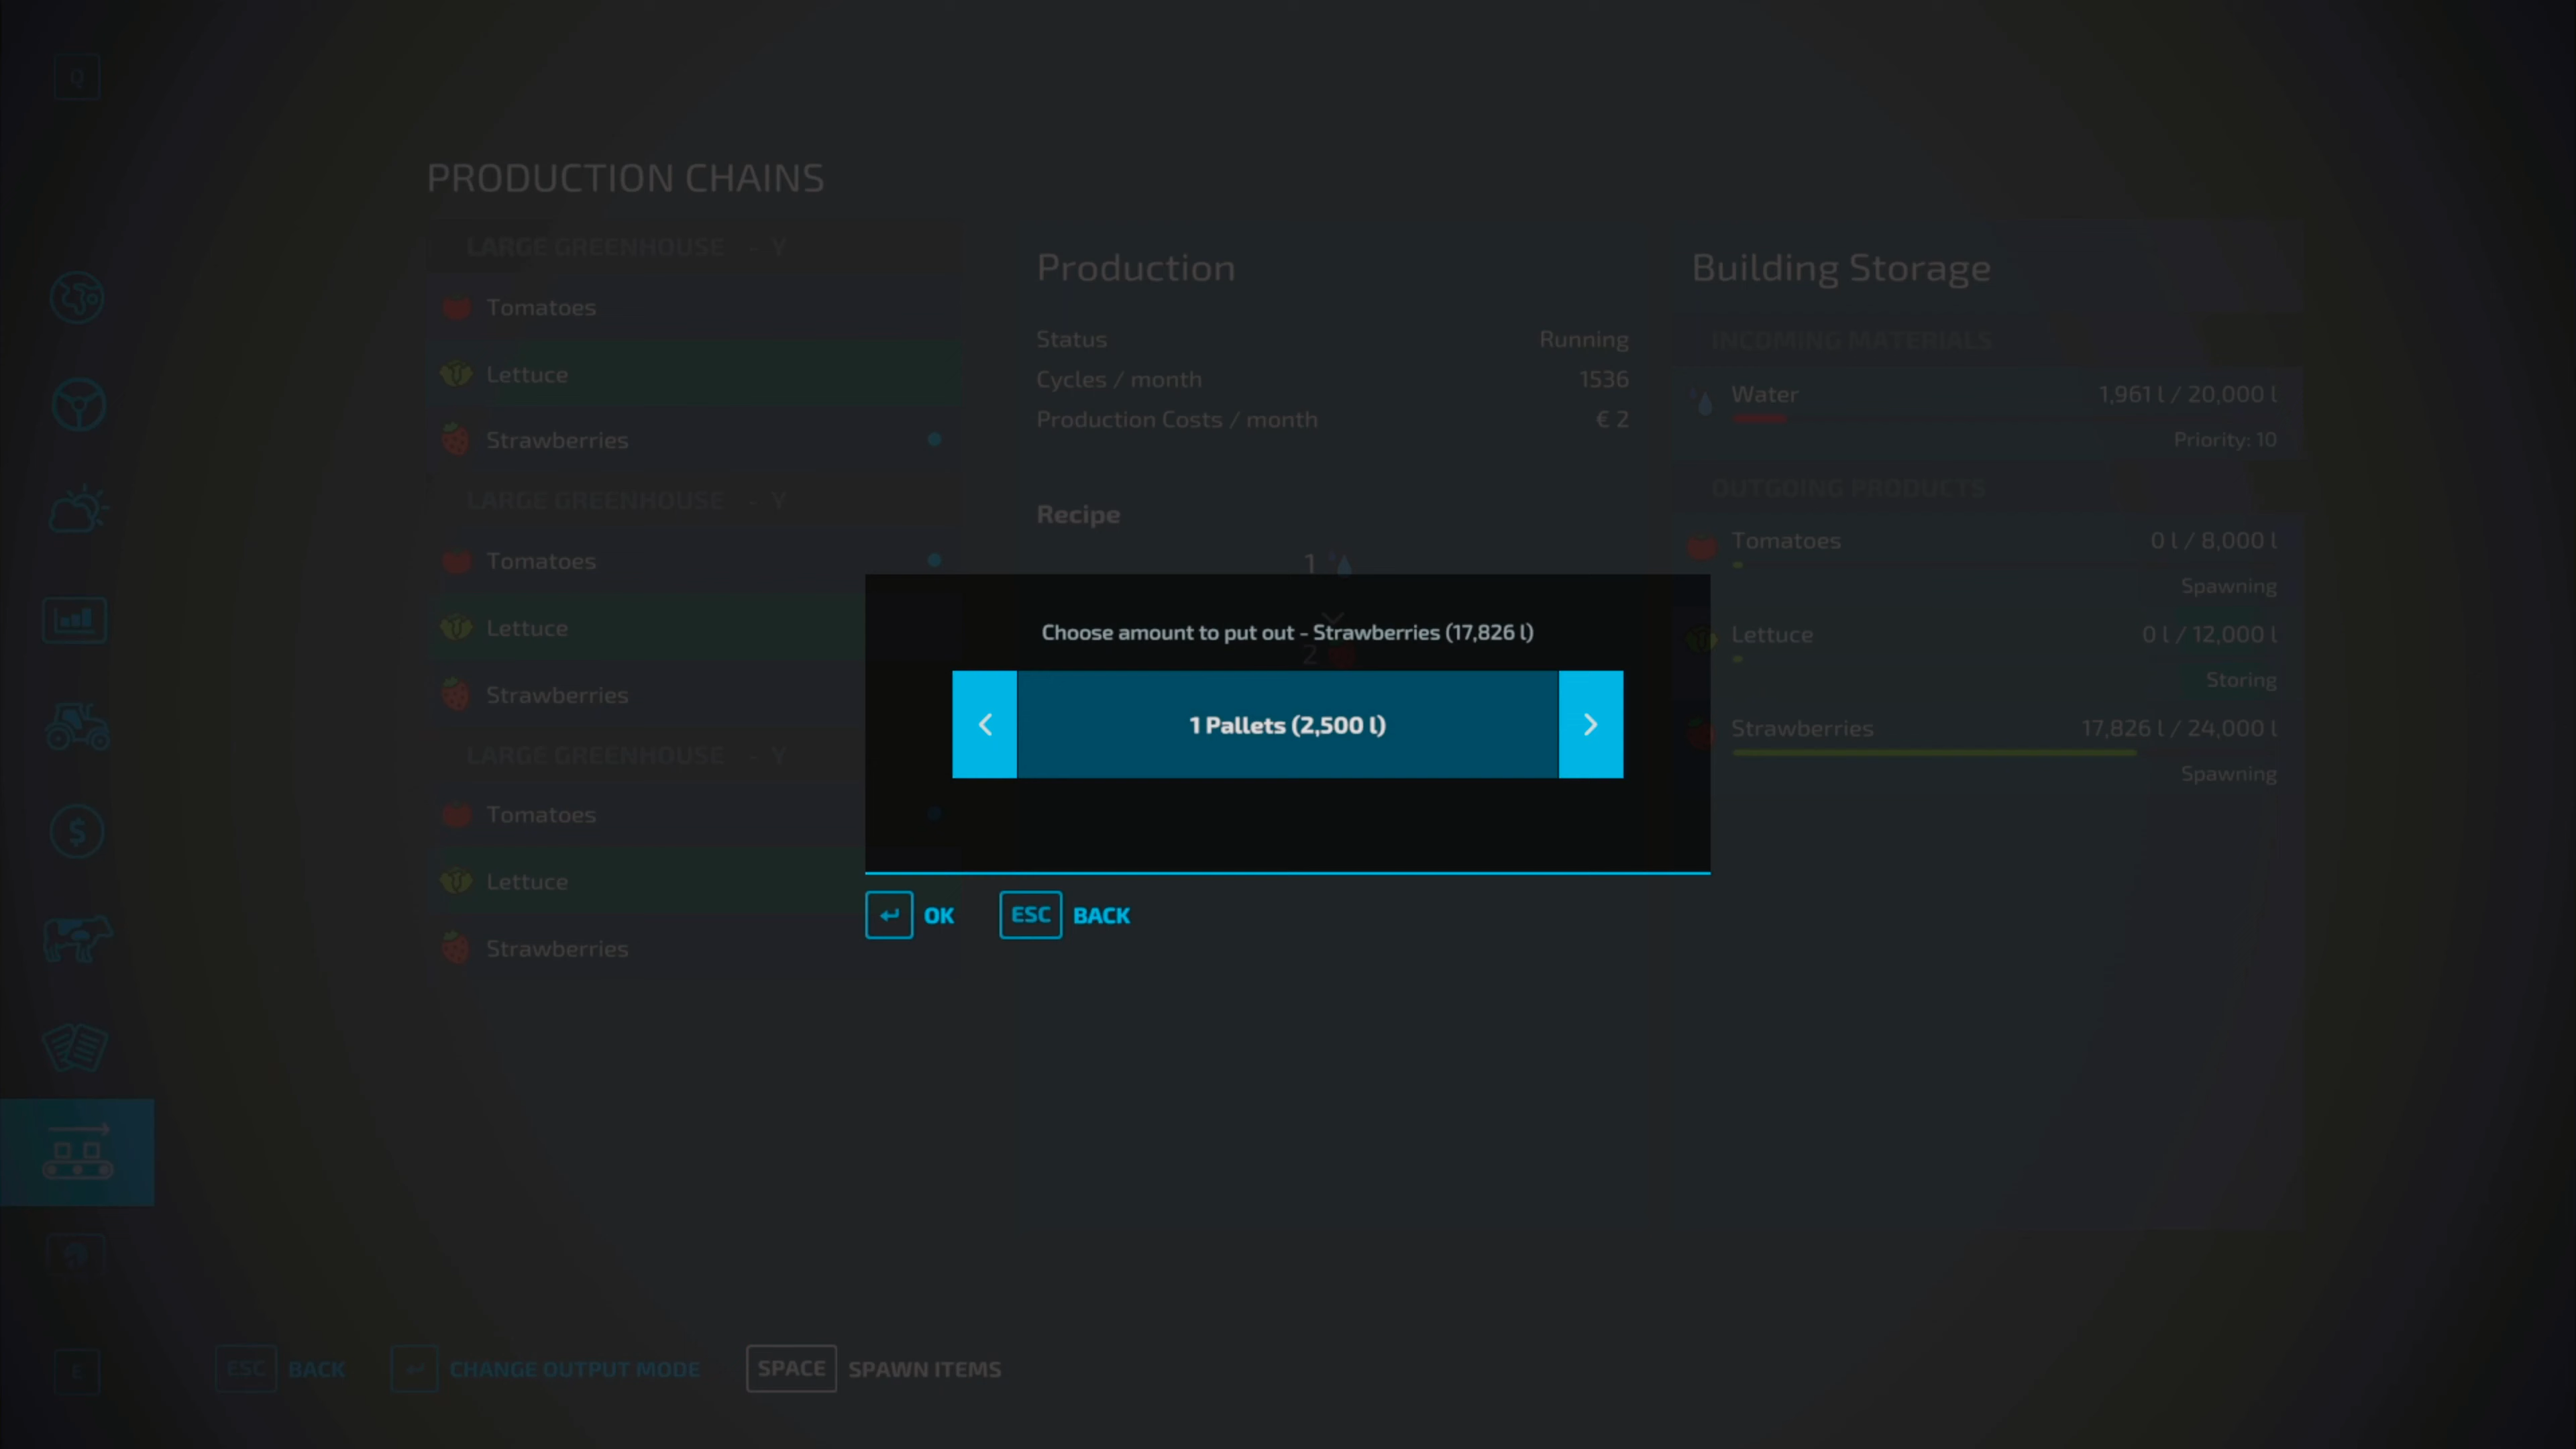 Q
PRODUCTION CHAINS
LARGE GREENHOUSE - Y
Tomatoes
Lettuce
Strawberries
LARGE GREENHOUSE - Y
Tomatoes
Lettuce
Strawberries
LARGE GREENHOUSE - Y
Tomatoes
Lettuce
Strawberries
Production
Status Running
Cycles / month 1536
Production Costs / month € 2
Recipe
1
2
Building Storage
INCOMING MATERIALS
Water 1,961 l / 20,000 l
Priority: 10
OUTGOING PRODUCTS
Tomatoes 0 l / 8,000 l
Spawning
Lettuce 0 l / 12,000 l
Storing
Strawberries 17,826 l / 24,000 l
Spawning
Choose amount to put out - Strawberries (17,826 l)
1 Pallets (2,500 l)
OK ESC BACK
E ESC BACK CHANGE OUTPUT MODE SPACE SPAWN ITEMS